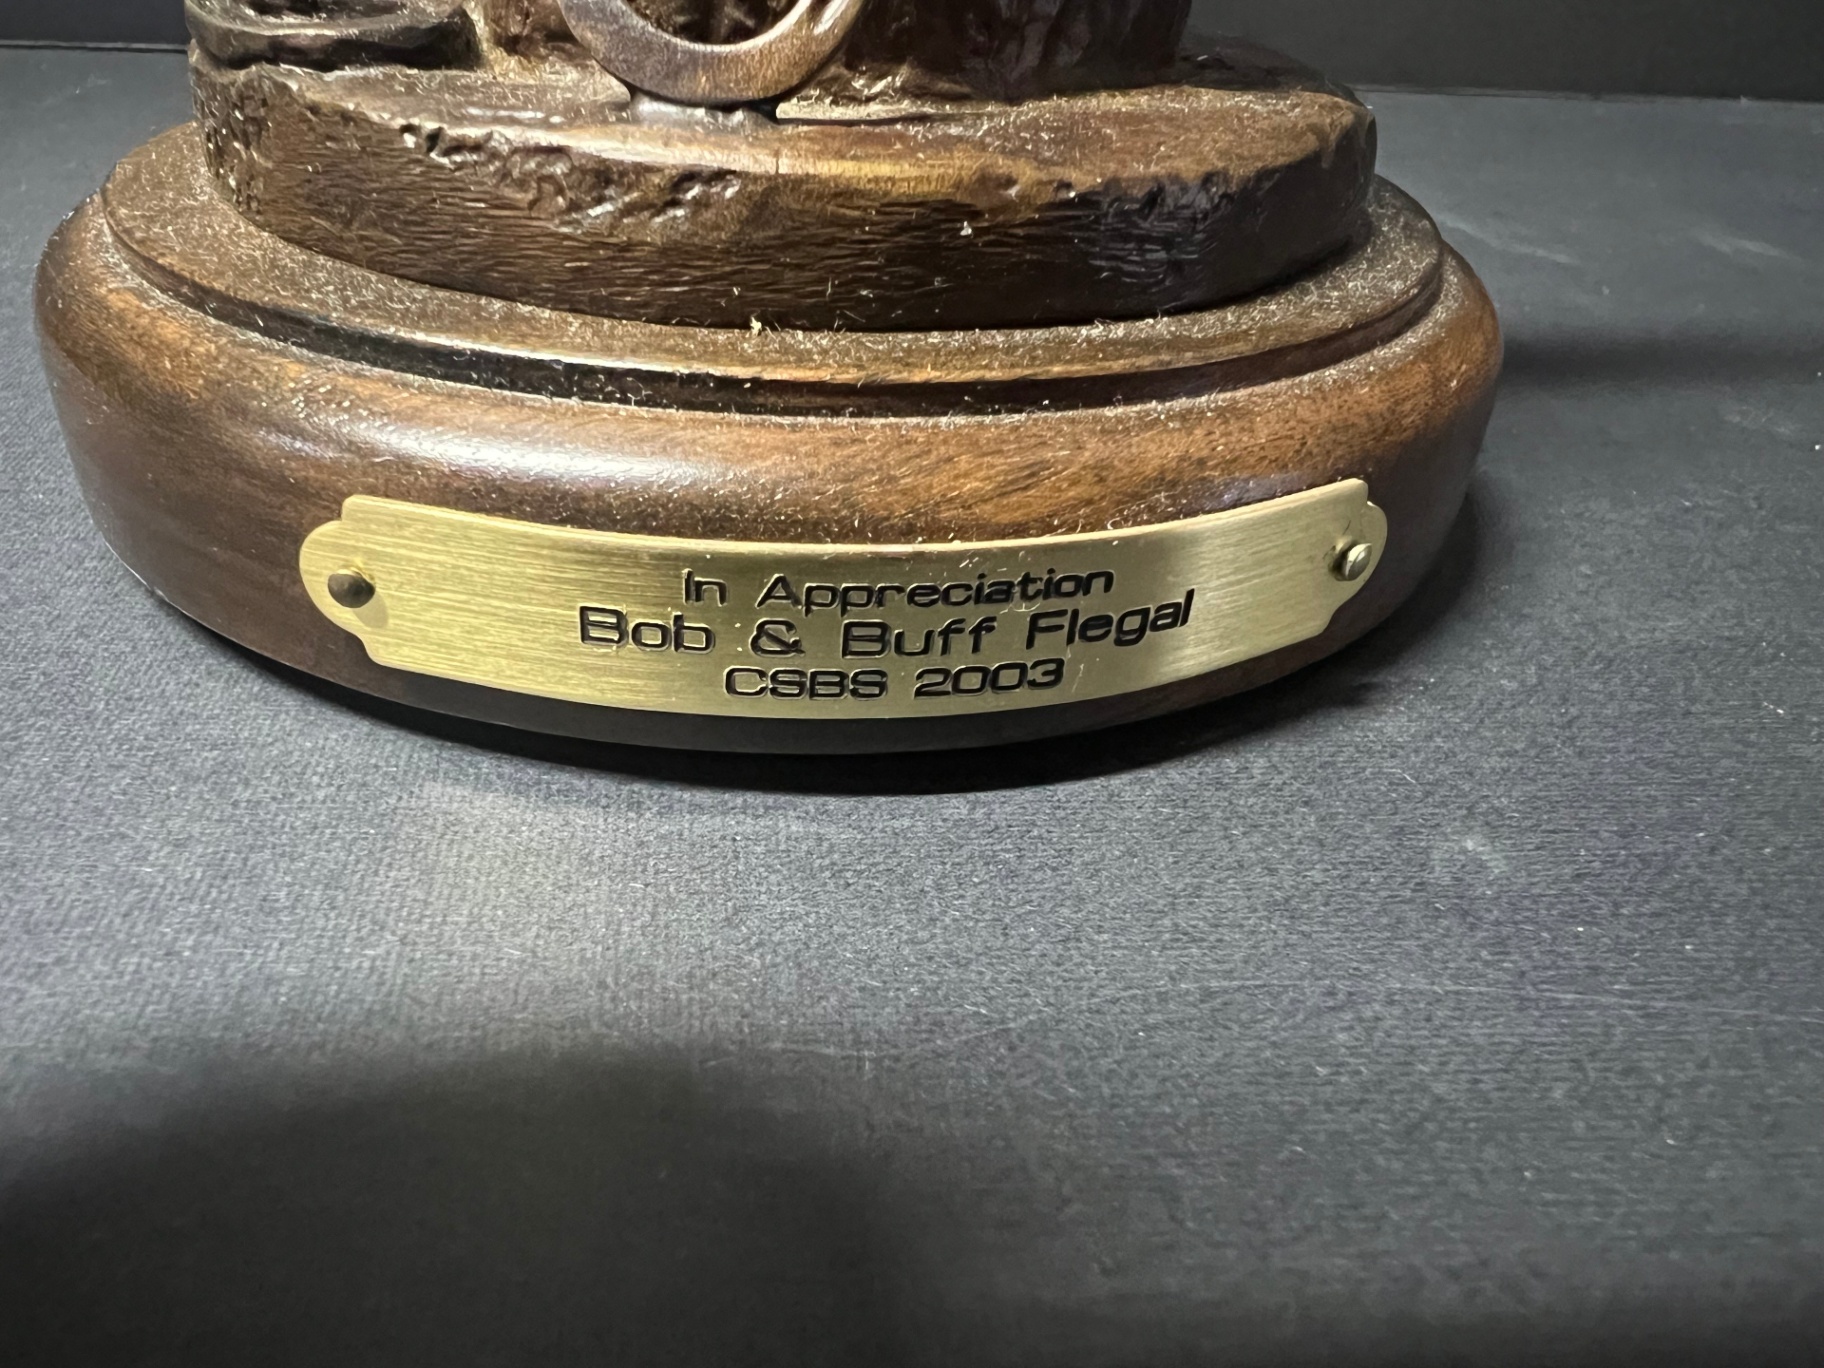 In Appreciation
Bob & Buff Flegal
CSBS 2003